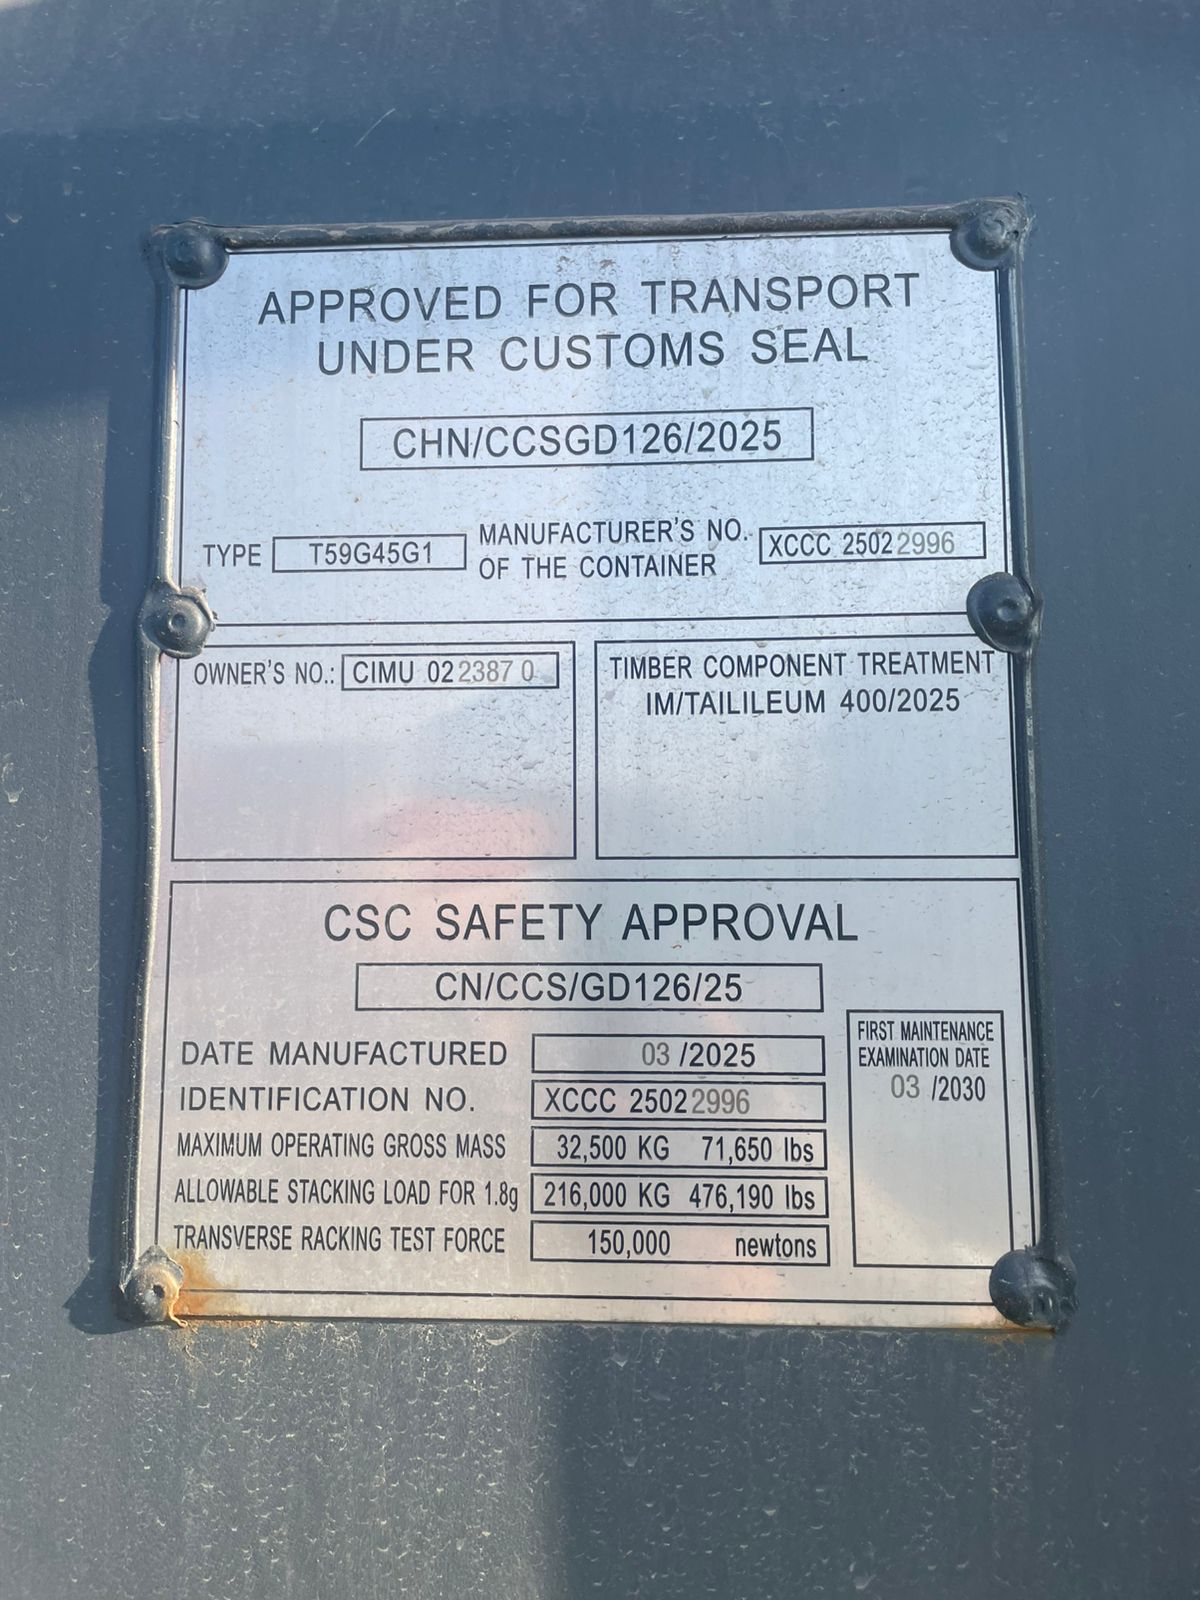 APPROVED FOR TRANSPORT
UNDER CUSTOMS SEAL
CHN/CCSGD126/2025
TYPE T59G45G1 MANUFACTURER'S NO. OF THE CONTAINER XCCC 25022996
OWNER'S NO.: CIMU 022387 0
TIMBER COMPONENT TREATMENT
IM/TAILILEUM 400/2025
CSC SAFETY APPROVAL
CN/CCS/GD126/25
DATE MANUFACTURED 03 /2025
IDENTIFICATION NO. XCCC 25022996
MAXIMUM OPERATING GROSS MASS 32,500 KG 71,650 lbs
ALLOWABLE STACKING LOAD FOR 1.8g 216,000 KG 476,190 lbs
TRANSVERSE RACKING TEST FORCE 150,000 newtons
FIRST MAINTENANCE
EXAMINATION DATE
03 /2030